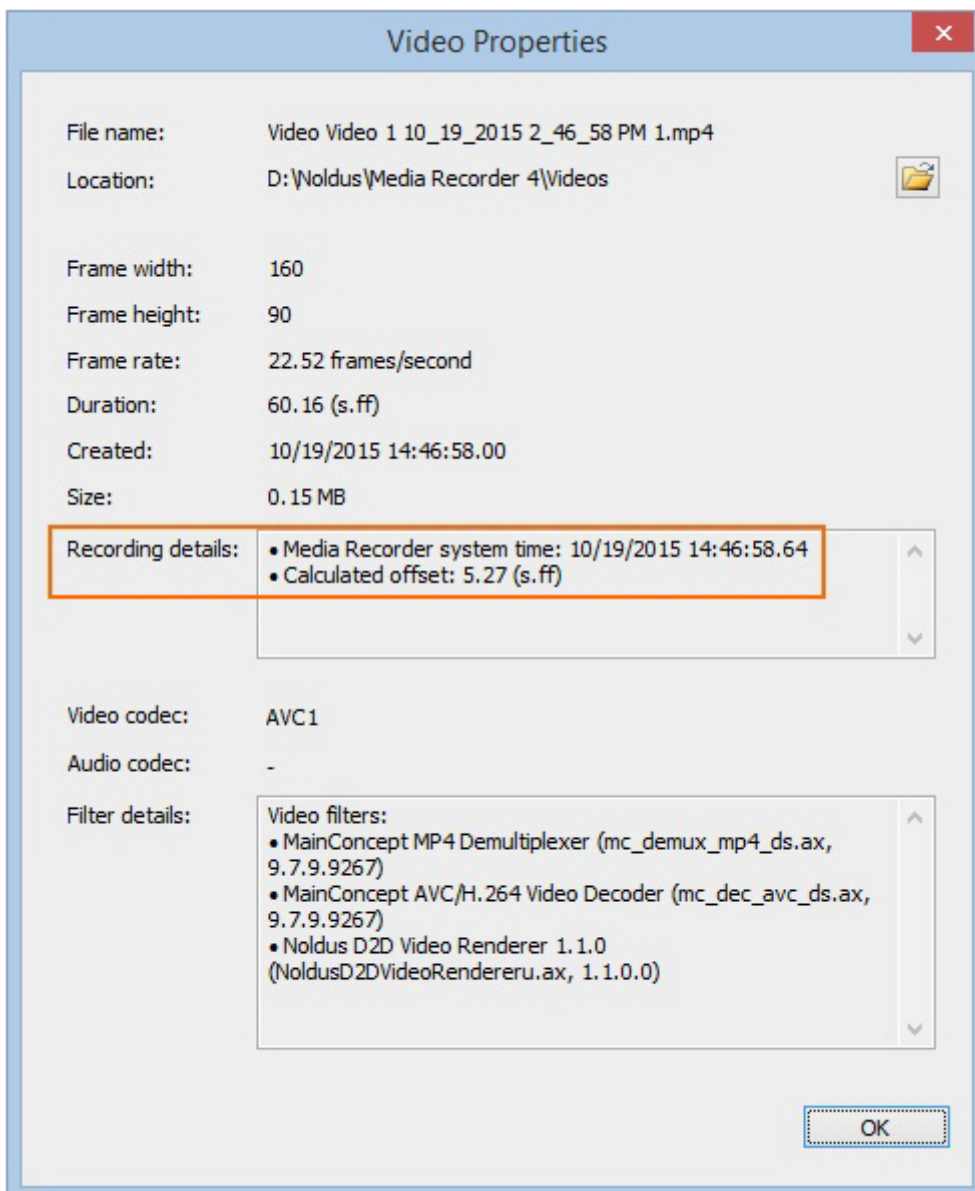 Video Properties
File name: Video Video 1 10_19_2015 2_46_58 PM 1.mp4
Location: D:\Noldus\Media Recorder 4\Videos
Frame width: 160
Frame height: 90
Frame rate: 22.52 frames/second
Duration: 60.16 (s.ff)
Created: 10/19/2015 14:46:58.00
Size: 0.15 MB
Recording details: • Media Recorder system time: 10/19/2015 14:46:58.64
• Calculated offset: 5.27 (s.ff)
Video codec: AVC1
Audio codec: -
Filter details: Video filters:
• MainConcept MP4 Demultiplexer (mc_demux_mp4_ds.ax,
9.7.9.9267)
• MainConcept AVC/H.264 Video Decoder (mc_dec_avc_ds.ax,
9.7.9.9267)
• Noldus D2D Video Renderer 1.1.0
(NoldusD2DVideoRendereru.ax, 1.1.0.0)
OK